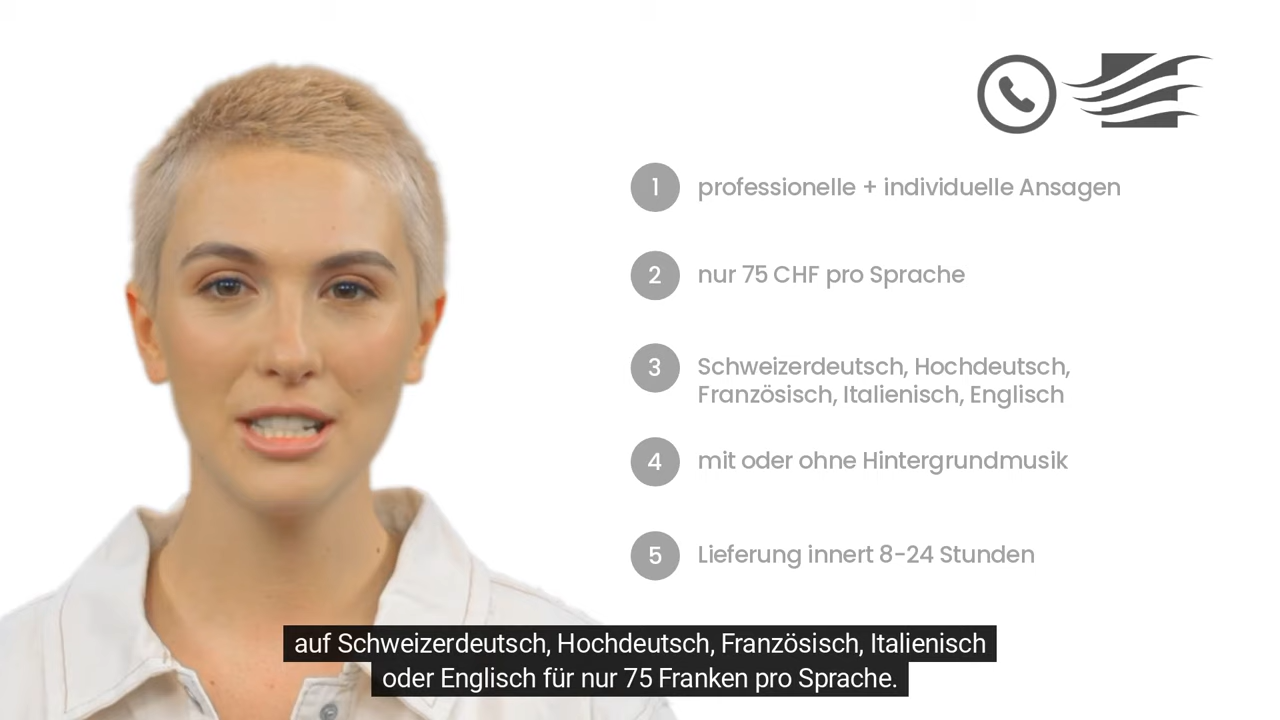 1 professionelle + individuelle Ansagen
2 nur 75 CHF pro Sprache
3 Schweizerdeutsch, Hochdeutsch,
Französisch, Italienisch, Englisch
4 mit oder ohne Hintergrundmusik
5 Lieferung innert 8-24 Stunden
auf Schweizerdeutsch, Hochdeutsch, Französisch, Italienisch
oder Englisch für nur 75 Franken pro Sprache.